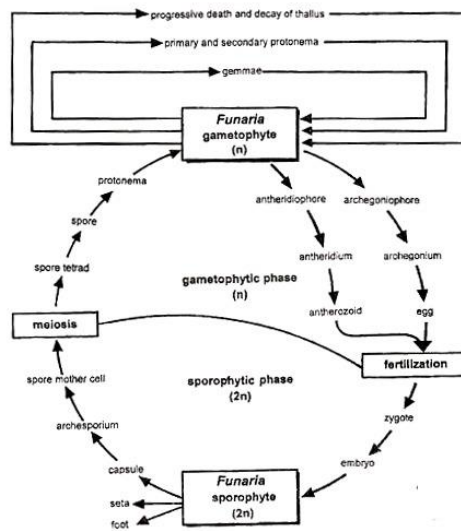 progressive death and decay of thallus
primary and secondary protonema
gemmae
Funaria
gametophyte
(n)
protonema
antheridiophore
archegoniophore
spore
antheridium
archegonium
spore tetrad
gametophytic phase
(n)
antherozoid
egg
meiosis
fertilization
sporophytic phase
(2n)
spore mother cell
zygote
archesporium
embryo
capsule
Funaria
sporophyte
(2n)
seta
foot